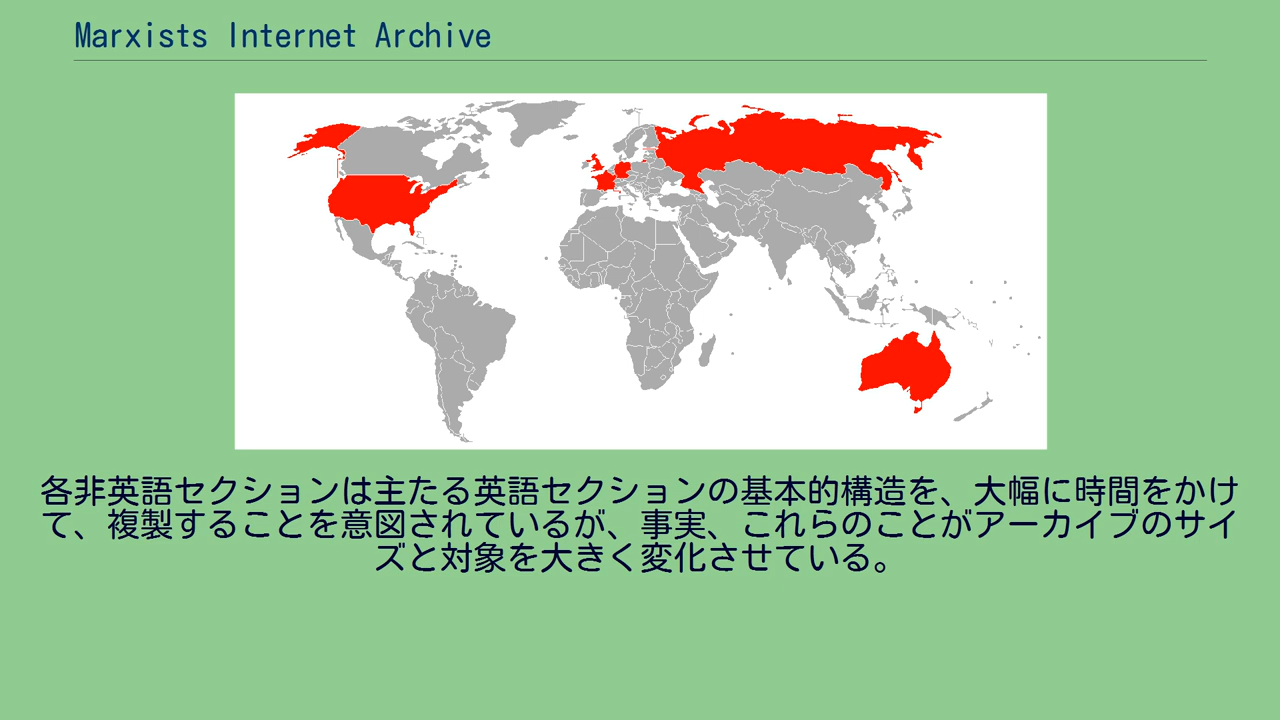 Marxists Internet Archive
各非英語セクションは主たる英語セクションの基本的構造を、大幅に時間をかけ
て、複製することを意図されているが、事実、これらのことがアーカイブのサイ
ズと対象を大きく変化させている。